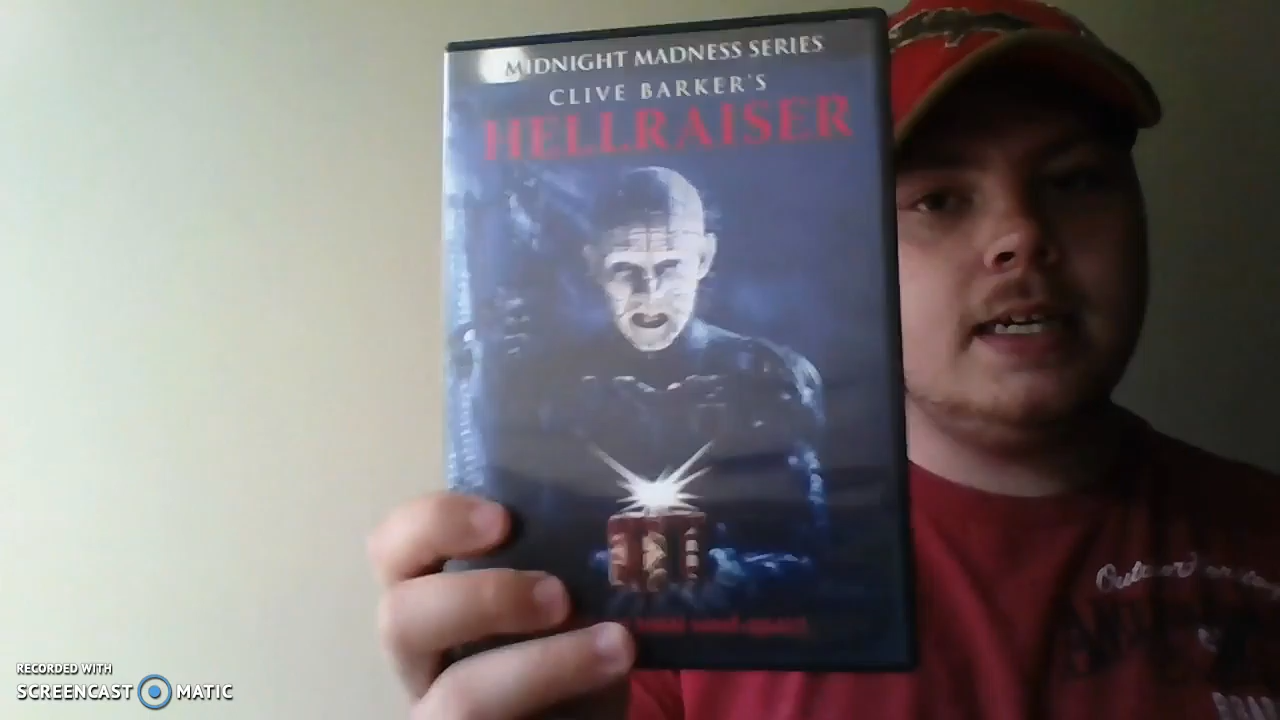 MIDNIGHT MADNESS SERIES
CLIVE BARKER'S
HELLRAISER
RECORDED WITH
SCREENCAST MATIC